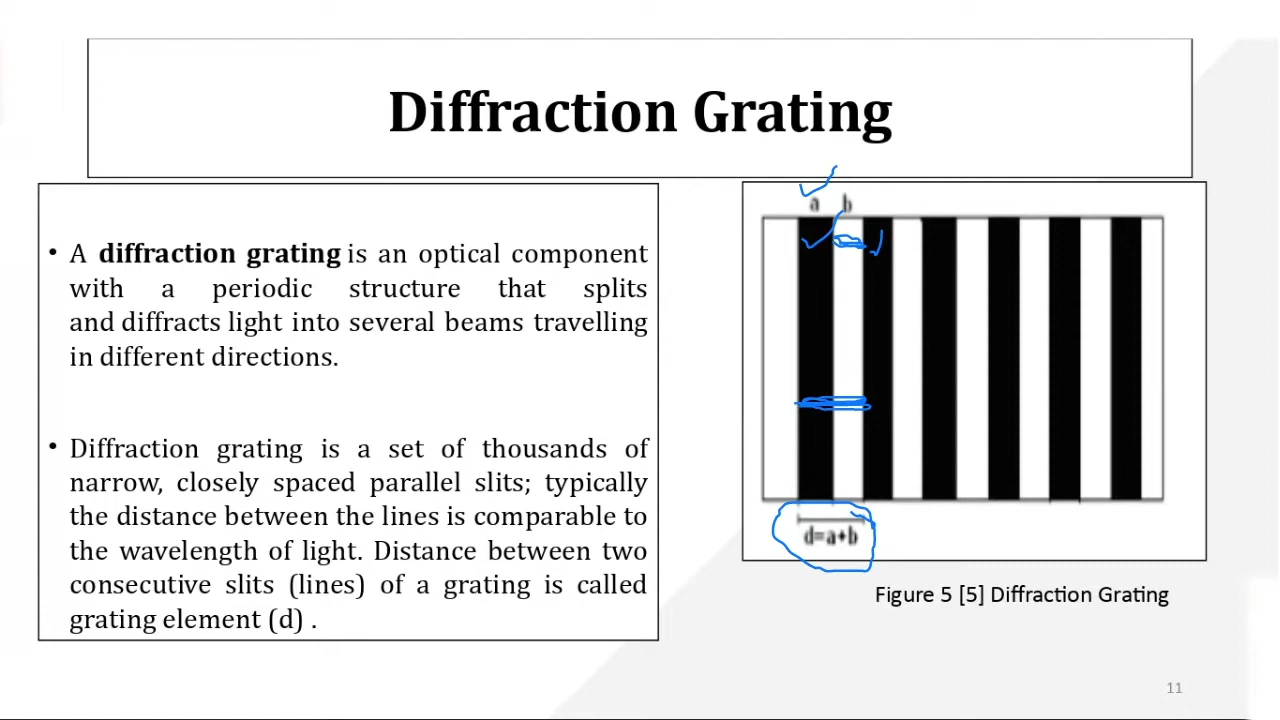 Diffraction Grating
• A diffraction grating is an optical component
with a periodic structure that splits
and diffracts light into several beams travelling
in different directions.
• Diffraction grating is a set of thousands of
narrow, closely spaced parallel slits; typically
the distance between the lines is comparable to
the wavelength of light. Distance between two
consecutive slits (lines) of a grating is called
grating element (d) .
a b
d=a+b
Figure 5 [5] Diffraction Grating
11